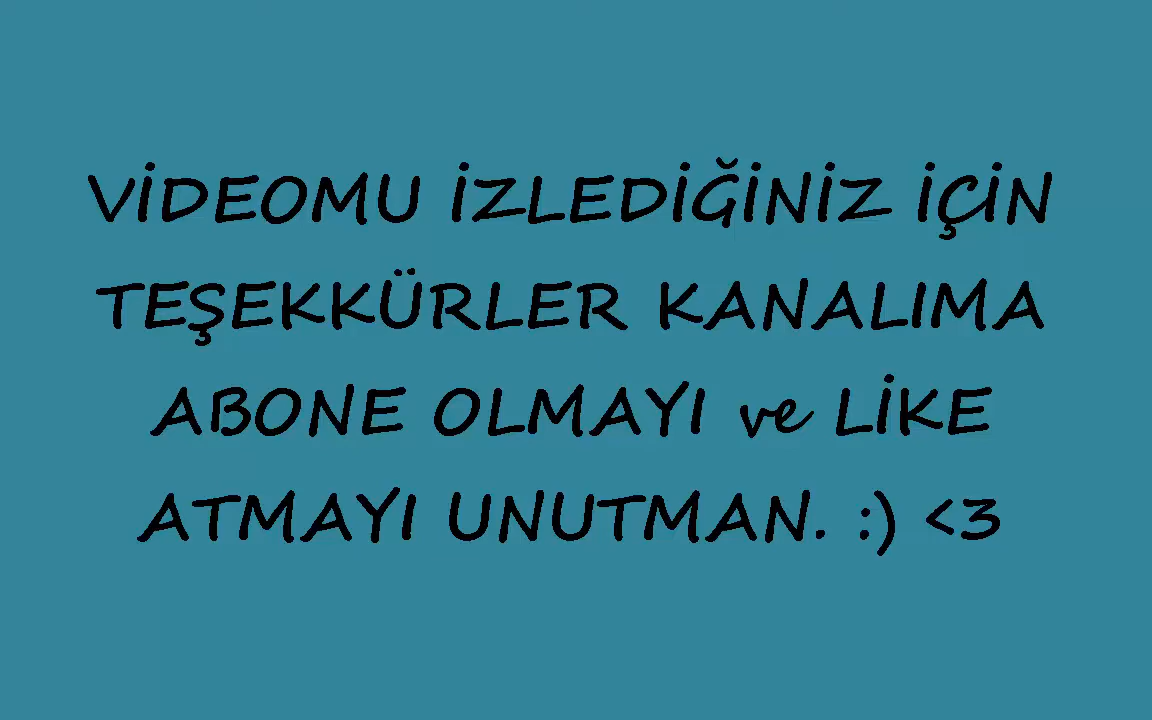 VİDEOMU İZLEDİĞİNİZ İÇİN
TEŞEKKÜRLER KANALIMA
ABONE OLMAYI ve LİKE
ATMAYI UNUTMAN. :) <3